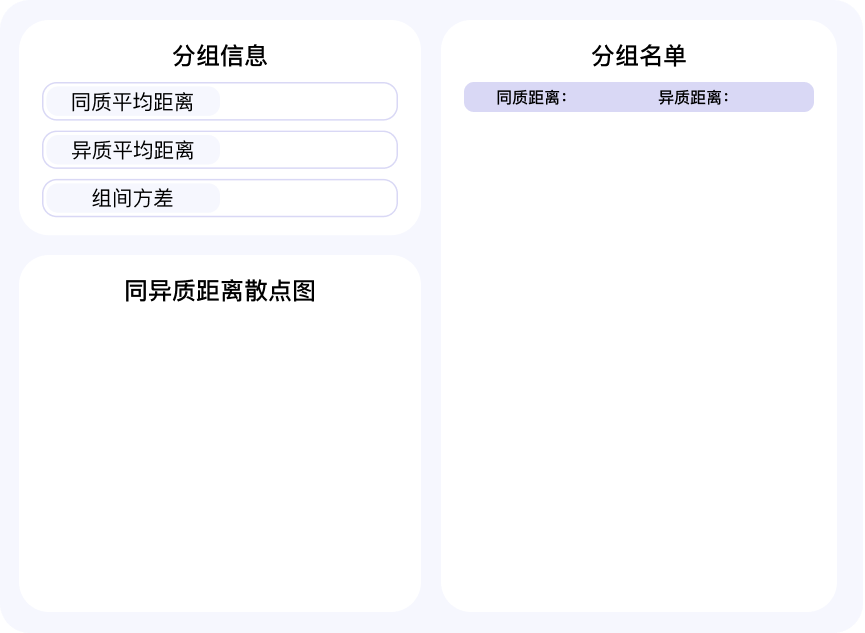 分组信息
同质平均距离
异质平均距离
组间方差
同异质距离散点图
分组名单
同质距离： 异质距离：